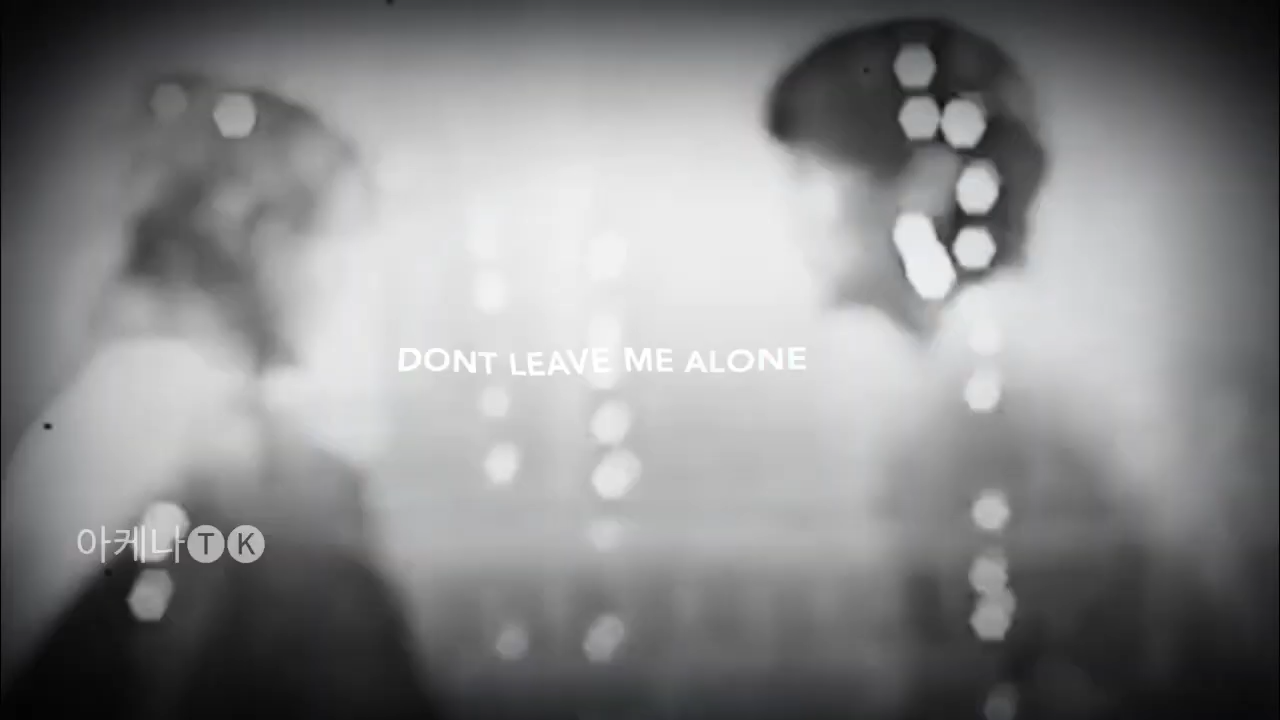 DONT LEAVE ME ALONE
아케나ⓉⓀ